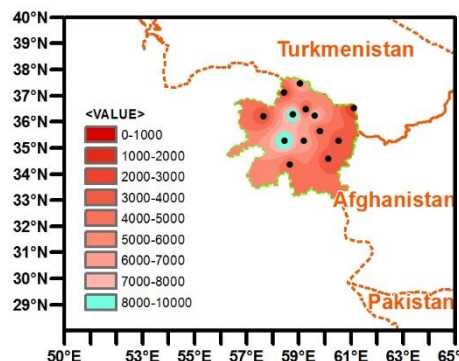 40°N
39°N
38°N
37°N
36°N
35°N
34°N
33°N
32°N
31°N
30°N
29°N
Turkmenistan
<VALUE>
0-1000
1000-2000
2000-3000
3000-4000
4000-5000
5000-6000
6000-7000
7000-8000
8000-10000
Afghanistan
Pakistan
50°E 53°E 55°E 57°E 59°E 61°E 63°E 65°E